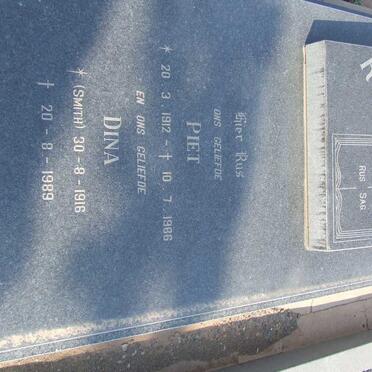 RUS SAG
Hier Rus
ONS GELIEFDE
PIET
* 20 · 3 · 1912 - † 10 · 7 · 1966
EN ONS GELIEFDE
DINA
* (SMITH) 30 - 8 - 1916
† 20 - 8 - 1989